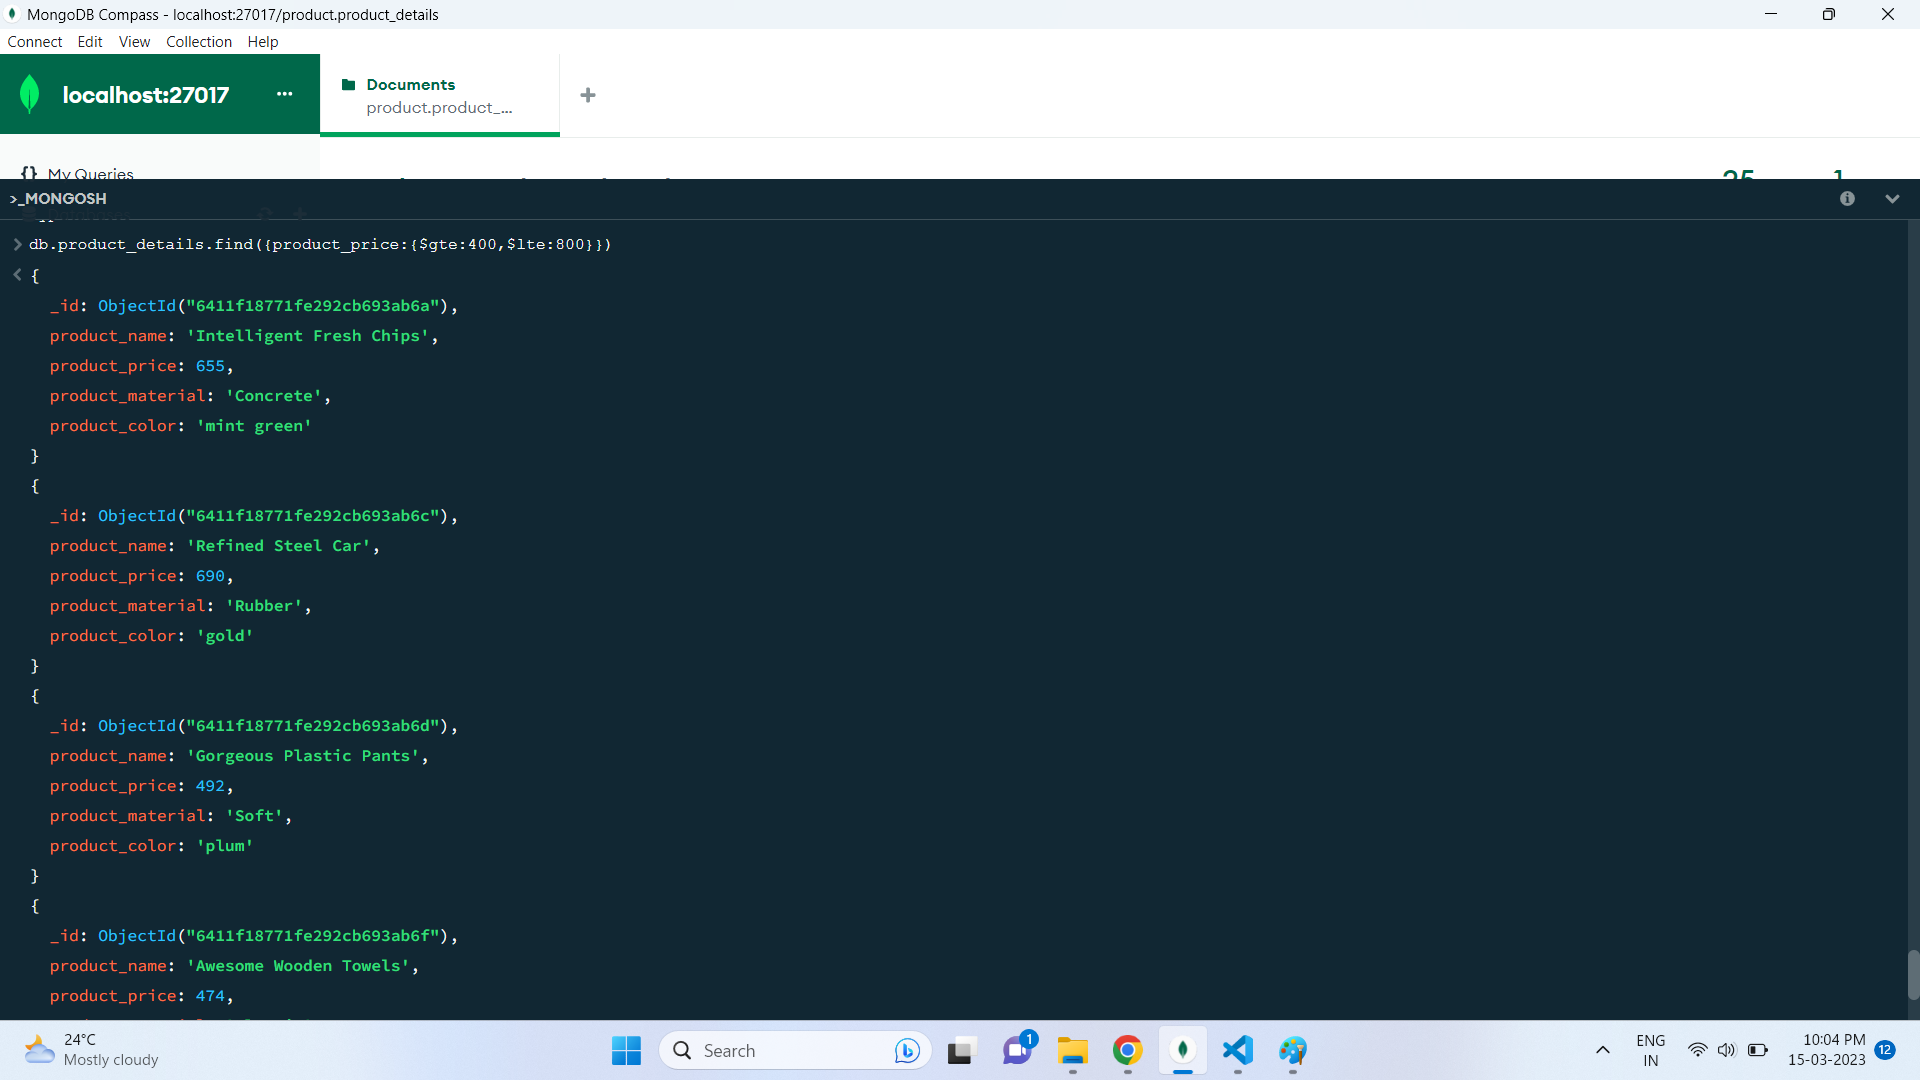 MongoDB Compass - localhost:27017/product.product_details
Connect Edit View Collection Help
localhost:27017 ...
Documents
product.product_...
{} My Queries
25 1
>_MONGOSH
db.product_details.find({product_price:{$gte:400,$lte:800}})
{
_id: ObjectId("6411f18771fe292cb693ab6a"),
product_name: 'Intelligent Fresh Chips',
product_price: 655,
product_material: 'Concrete',
product_color: 'mint green'
}
{
_id: ObjectId("6411f18771fe292cb693ab6c"),
product_name: 'Refined Steel Car',
product_price: 690,
product_material: 'Rubber',
product_color: 'gold'
}
{
_id: ObjectId("6411f18771fe292cb693ab6d"),
product_name: 'Gorgeous Plastic Pants',
product_price: 492,
product_material: 'Soft',
product_color: 'plum'
}
{
_id: ObjectId("6411f18771fe292cb693ab6f"),
product_name: 'Awesome Wooden Towels',
product_price: 474,
24°C
Mostly cloudy
Search
1
ENG
IN
10:04 PM
15-03-2023
12